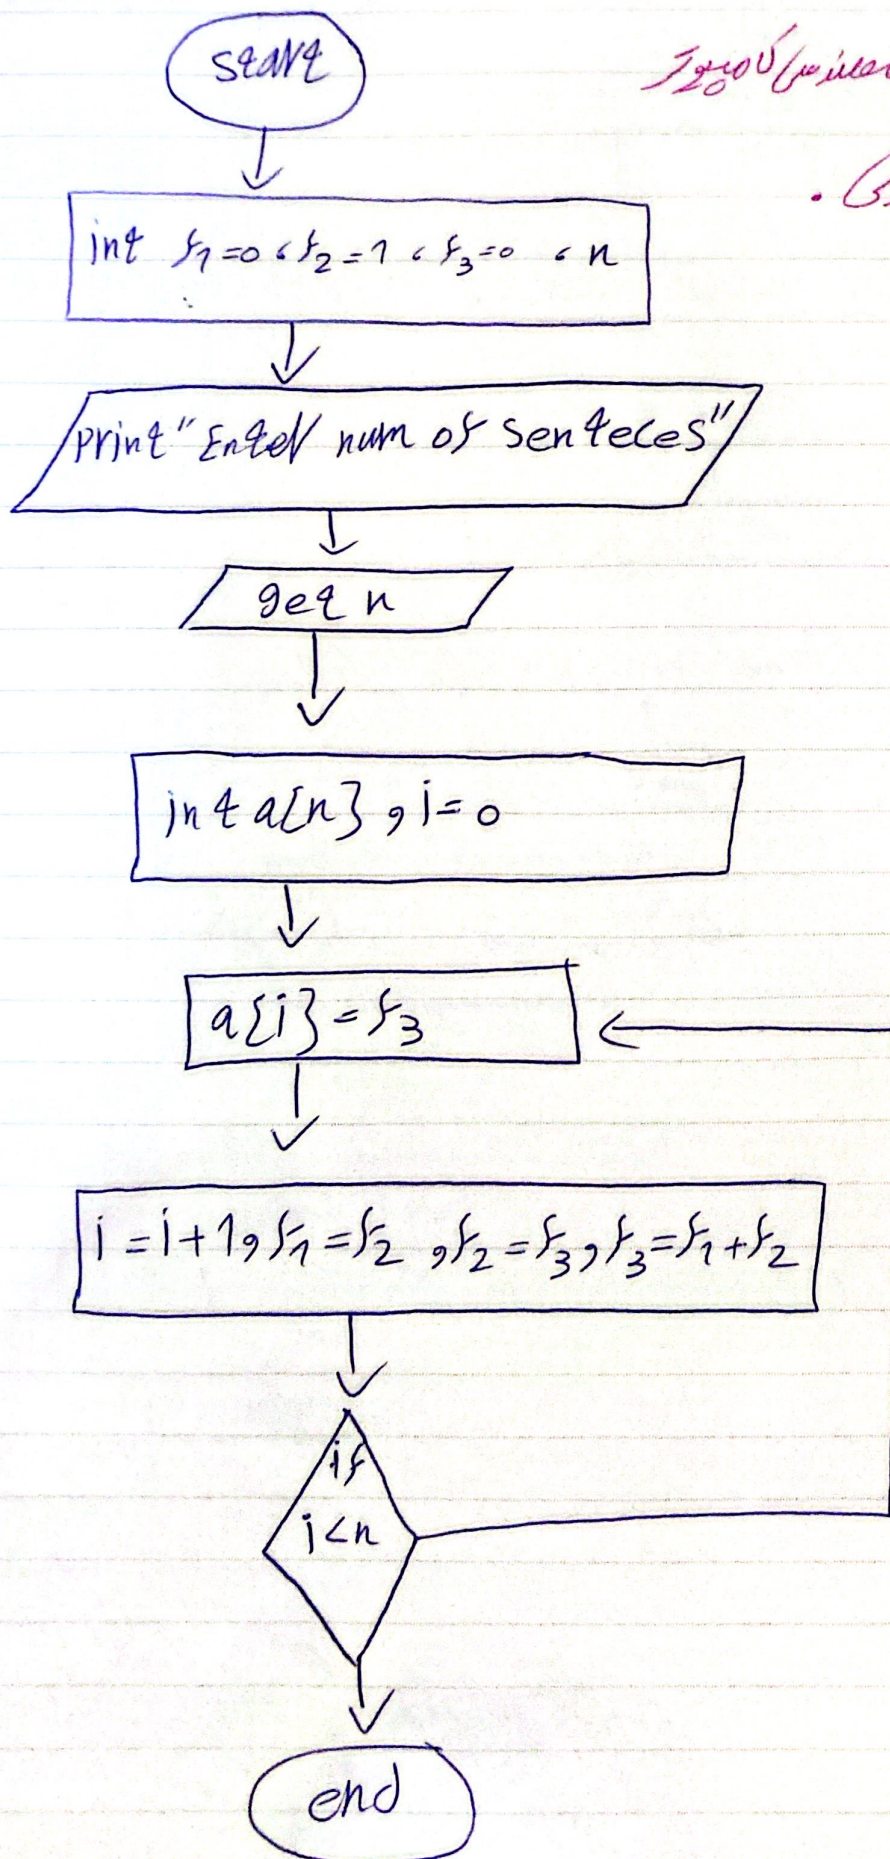 start
کامپیوتر
int f1=0 ، f2=1 ، f3=0 ، n
print "Enter num of senteces"
get n
int a[n], i=0
a[i]=f3
i=i+1, f1=f2, f2=f3, f3=f1+f2
if
i<n
end